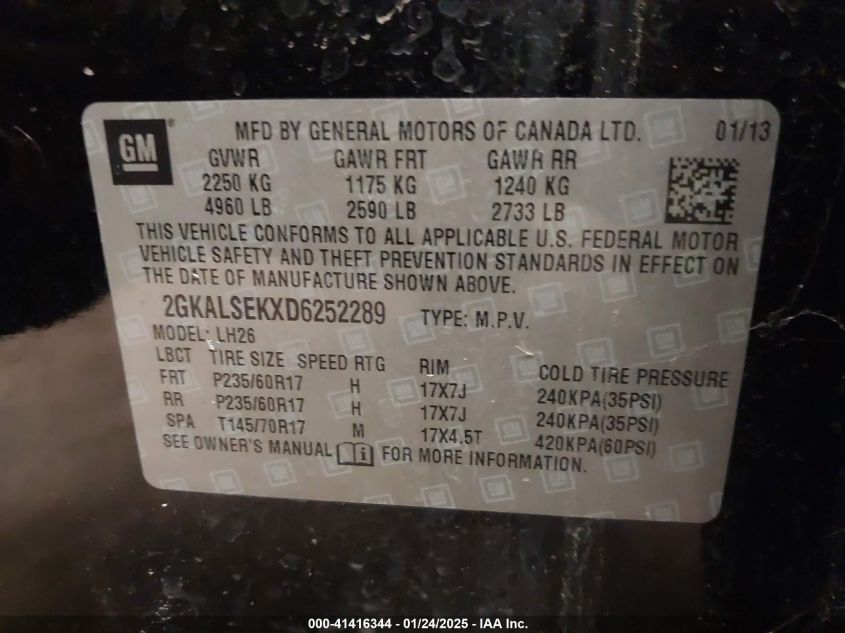 GM® MFD BY GENERAL MOTORS OF CANADA LTD. 01/13
GVWR GAWR FRT GAWR RR
2250 KG 1175 KG 1240 KG
4960 LB 2590 LB 2733 LB
THIS VEHICLE CONFORMS TO ALL APPLICABLE U.S. FEDERAL MOTOR
VEHICLE SAFETY AND THEFT PREVENTION STANDARDS IN EFFECT ON
THE DATE OF MANUFACTURE SHOWN ABOVE.
2GKALSEKXD6252289 TYPE: M.P.V.
MODEL: LH26
LBCT TIRE SIZE SPEED RTG RIM COLD TIRE PRESSURE
FRT P235/60R17 H 17X7J 240KPA(35PSI)
RR P235/60R17 H 17X7J 240KPA(35PSI)
SPA T145/70R17 M 17X4.5T 420KPA(60PSI)
SEE OWNER'S MANUAL FOR MORE INFORMATION.
000-41416344 - 01/24/2025 - IAA Inc.